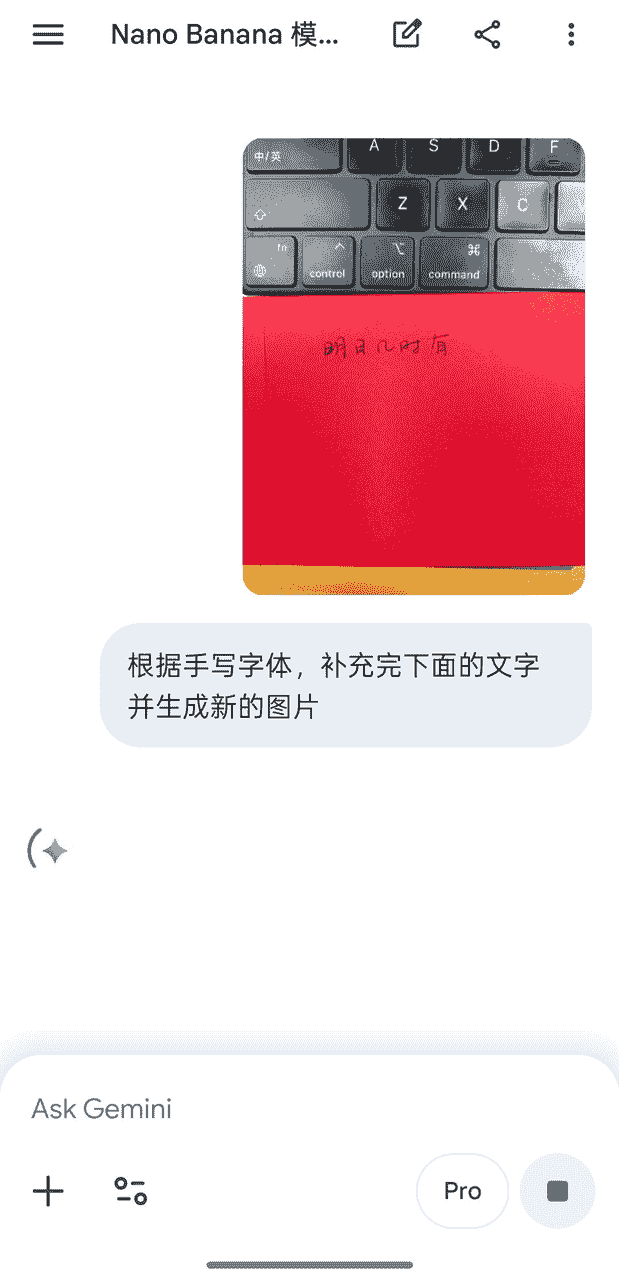 Nano Banana 模...
中/英
A
S
D
F
Z
X
C
fn
control
option
command
明日几时有
根据手写字体，补充完下面的文字
并生成新的图片
Ask Gemini
Pro